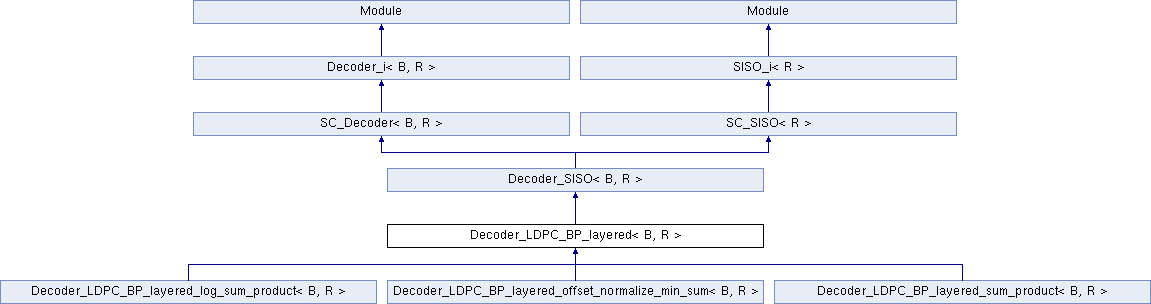 Module
Module
Decoder_i< B, R >
SISO_i< R >
SC_Decoder< B, R >
SC_SISO< R >
Decoder_SISO< B, R >
Decoder_LDPC_BP_layered< B, R >
Decoder_LDPC_BP_layered_log_sum_product< B, R >
Decoder_LDPC_BP_layered_offset_normalize_min_sum< B, R >
Decoder_LDPC_BP_layered_sum_product< B, R >